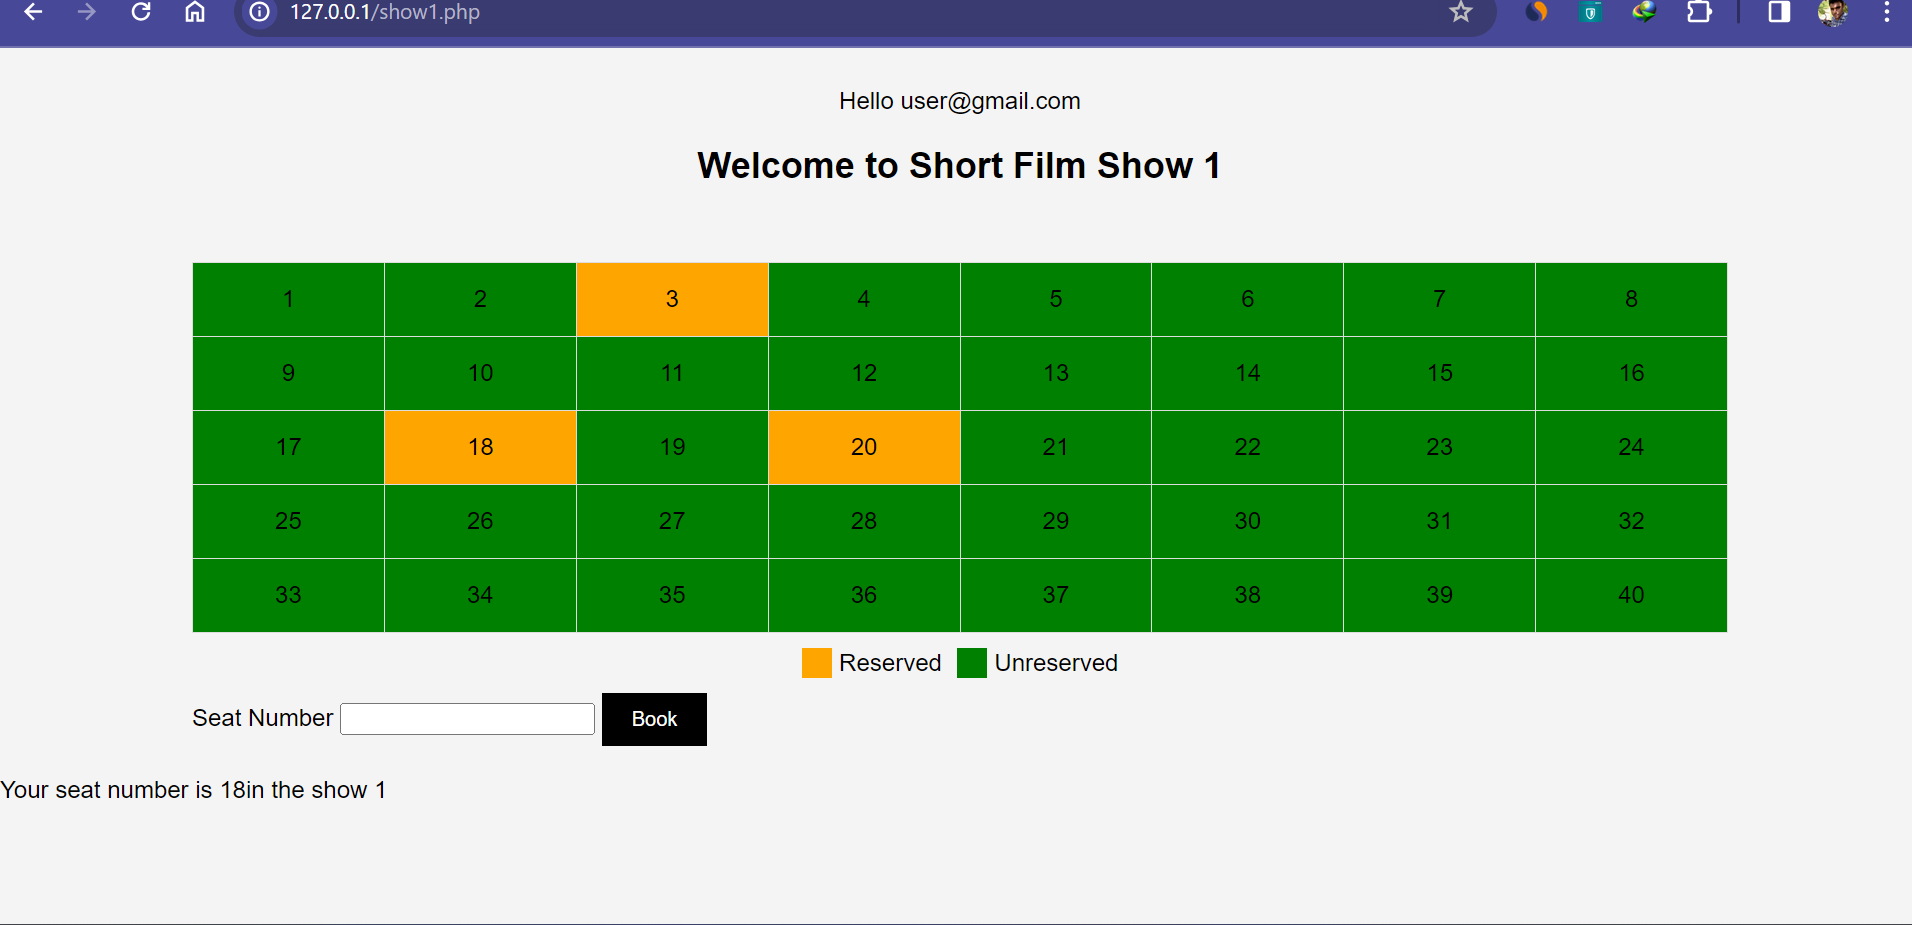 127.0.0.1/show1.php
Hello user@gmail.com
Welcome to Short Film Show 1
1 2 3 4 5 6 7 8
9 10 11 12 13 14 15 16
17 18 19 20 21 22 23 24
25 26 27 28 29 30 31 32
33 34 35 36 37 38 39 40
Reserved Unreserved
Seat Number Book
Your seat number is 18in the show 1